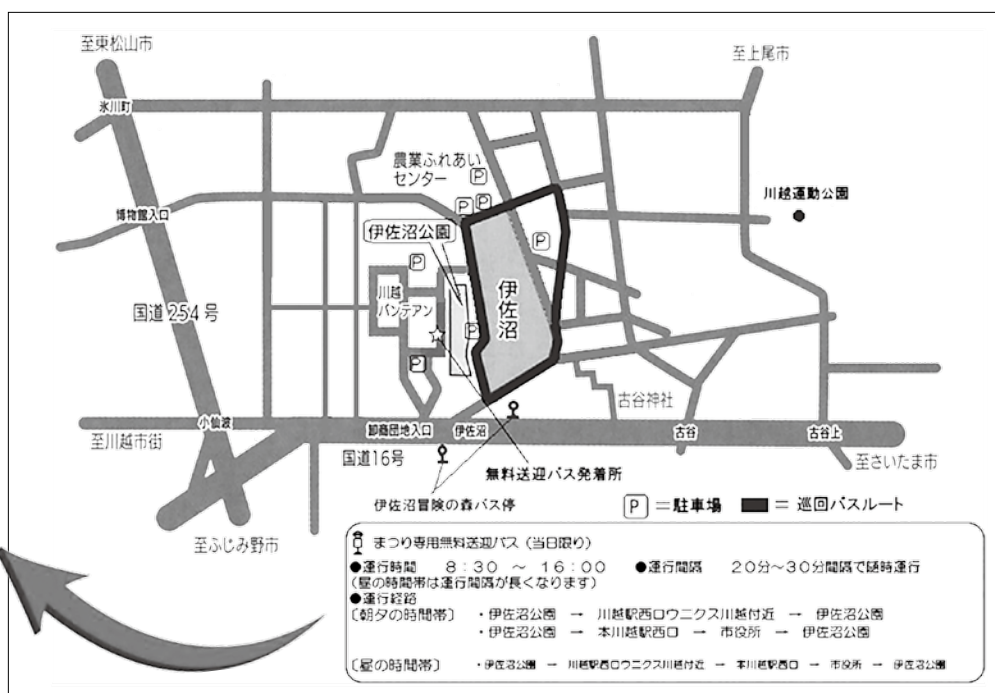 至東松山市
至上尾市
氷川町
農業ふれあい
センター
P
P
P
川越運動公園
博物館入口
伊佐沼公園
P
P
川越
バンテアン
伊佐沼
国道254号
P
P
古谷神社
小仙波
至川越市街
卸商団地入口
伊佐沼
古谷
古谷上
国道16号
至さいたま市
無料送迎バス発着所
伊佐沼冒険の森バス停
P =駐車場 = 巡回バスルート
至ふじみ野市
まつり専用無料送迎バス（当日限り）
●運行時間 8：30 ～ 16：00 ●運行間隔 20分～30分間隔で随時運行
（昼の時間帯は運行間隔が長くなります）
●運行経路
〔朝夕の時間帯〕 ・伊佐沼公園 → 川越駅西口ウニクス川越付近 → 伊佐沼公園
・伊佐沼公園 → 本川越駅西口 → 市役所 → 伊佐沼公園
〔昼の時間帯〕 ・伊佐沼公園 → 川越駅西口ウニクス川越付近 → 本川越駅西口 → 市役所 → 伊佐沼公園